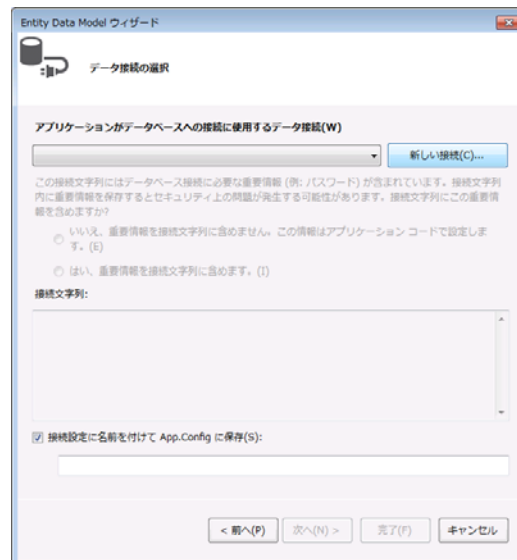 Entity Data Model ウィザード
データ接続の選択
アプリケーションがデータベースへの接続に使用するデータ接続(W)
新しい接続(C)...
この接続文字列にはデータベース接続に必要な重要情報 (例: パスワード) が含まれています。接続文字列
内に重要情報を保存するとセキュリティ上の問題が発生する可能性があります。接続文字列にこの重要情
報を含めますか?
いいえ、重要情報を接続文字列に含めません。この情報はアプリケーション コードで設定しま
す。(E)
はい、重要情報を接続文字列に含めます。(I)
接続文字列:
接続設定に名前を付けて App.Config に保存(S):
< 前へ(P)
次へ(N) >
完了(F)
キャンセル